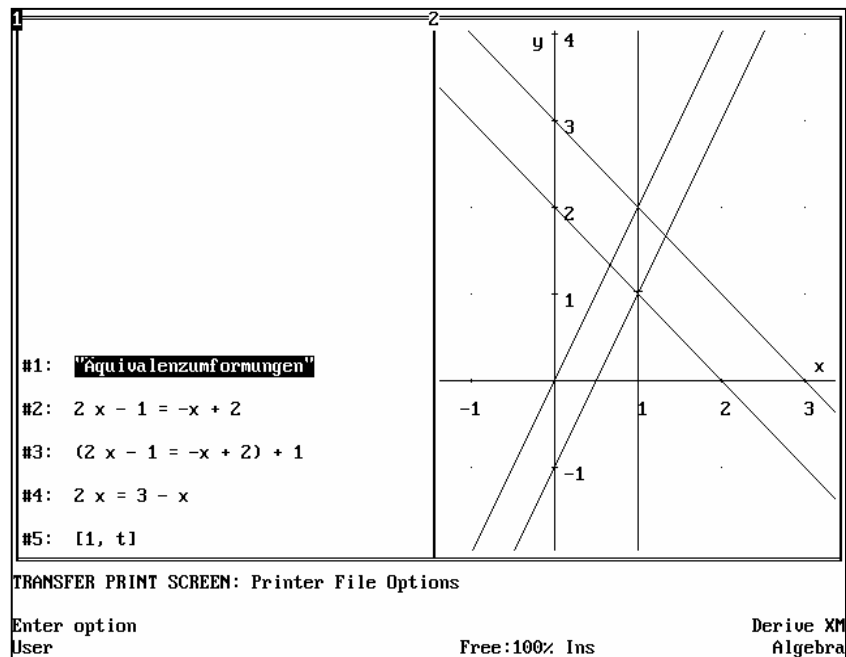 1
2
#1: "Äquivalenzumformungen"
#2: 2 x - 1 = -x + 2
#3: (2 x - 1 = -x + 2) + 1
#4: 2 x = 3 - x
#5: [1, t]
y 4
3
2
1
x
-1 1 2 3
-1
TRANSFER PRINT SCREEN: Printer File Options
Enter option Derive XM
User Free:100% Ins Algebra